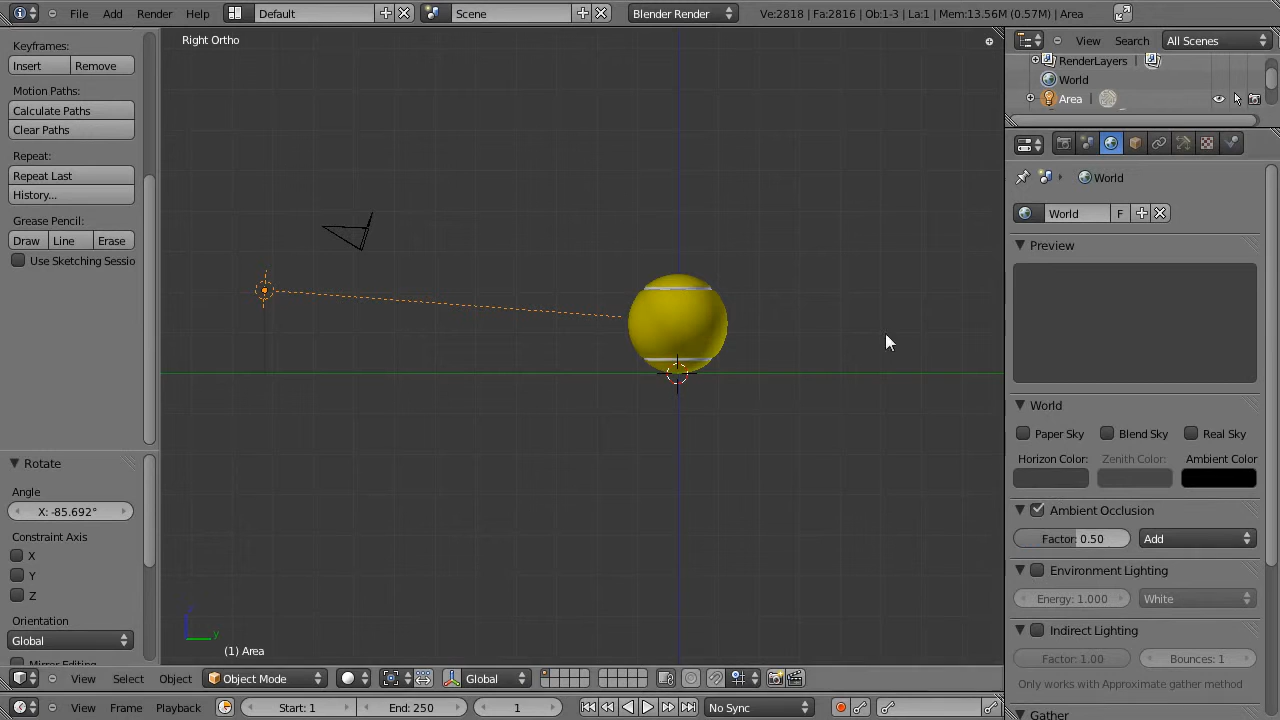 File Add Render Help Default Scene Blender Render Ve:2818 | Fa:2816 | Ob:1-3 | La:1 | Mem:13.56M (0.57M) | Area
Keyframes:
Insert Remove
Motion Paths:
Calculate Paths
Clear Paths
Repeat:
Repeat Last
History...
Grease Pencil:
Draw Line Erase
Use Sketching Sessio
Rotate
Angle
X: -85.692°
Constraint Axis
X
Y
Z
Orientation
Global
Right Ortho
y
(1) Area
View Search All Scenes
RenderLayers |
World
Area |
World
World F
Preview
World
Paper Sky Blend Sky Real Sky
Horizon Color: Zenith Color: Ambient Color
Ambient Occlusion
Factor: 0.50 Add
Environment Lighting
Energy: 1.000 White
Indirect Lighting
Factor: 1.00 Bounces: 1
Only works with Approximate gather method
Gather
View Select Object Object Mode Global
View Frame Playback Start: 1 End: 250 1 No Sync